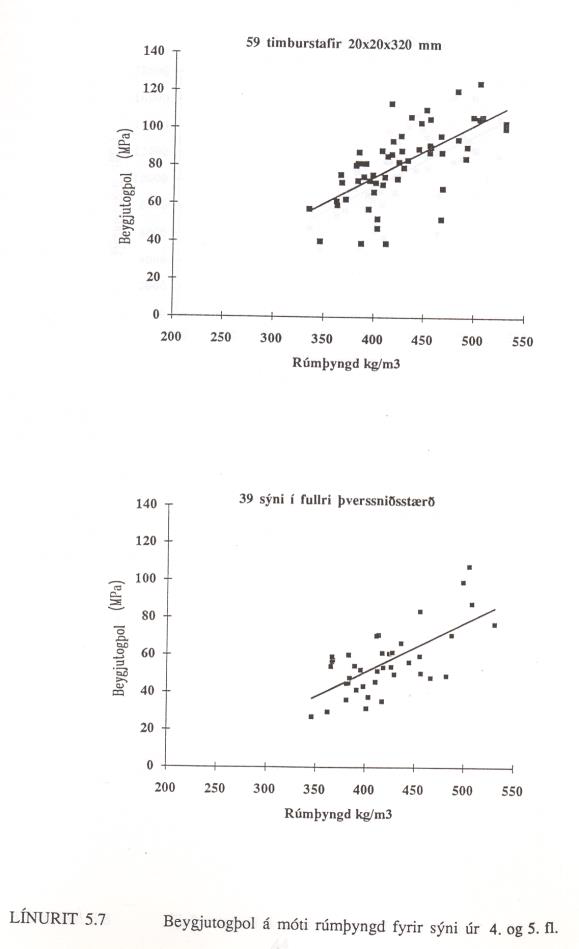 59 timburstafir 20x20x320 mm
140
120
100
80
60
40
20
0
Beygjutogþol (MPa)
200 250 300 350 400 450 500 550
Rúmþyngd kg/m3
39 sýni í fullri þverssniðsstærð
140
120
100
80
60
40
20
0
Beygjutogþol (MPa)
200 250 300 350 400 450 500 550
Rúmþyngd kg/m3
LÍNURIT 5.7 Beygjutogþol á móti rúmþyngd fyrir sýni úr 4. og 5. fl.